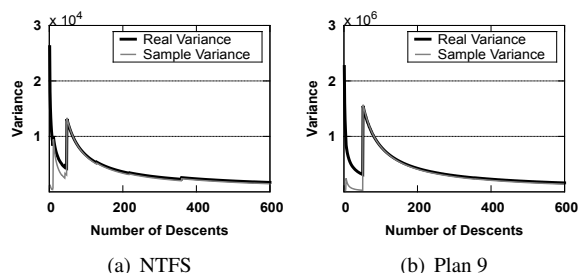 3 x 10^4
Real Variance
Sample Variance
2
1
Variance
0 200 400 600
Number of Descents
(a) NTFS
3 x 10^6
Real Variance
Sample Variance
2
1
Variance
0 200 400 600
Number of Descents
(b) Plan 9